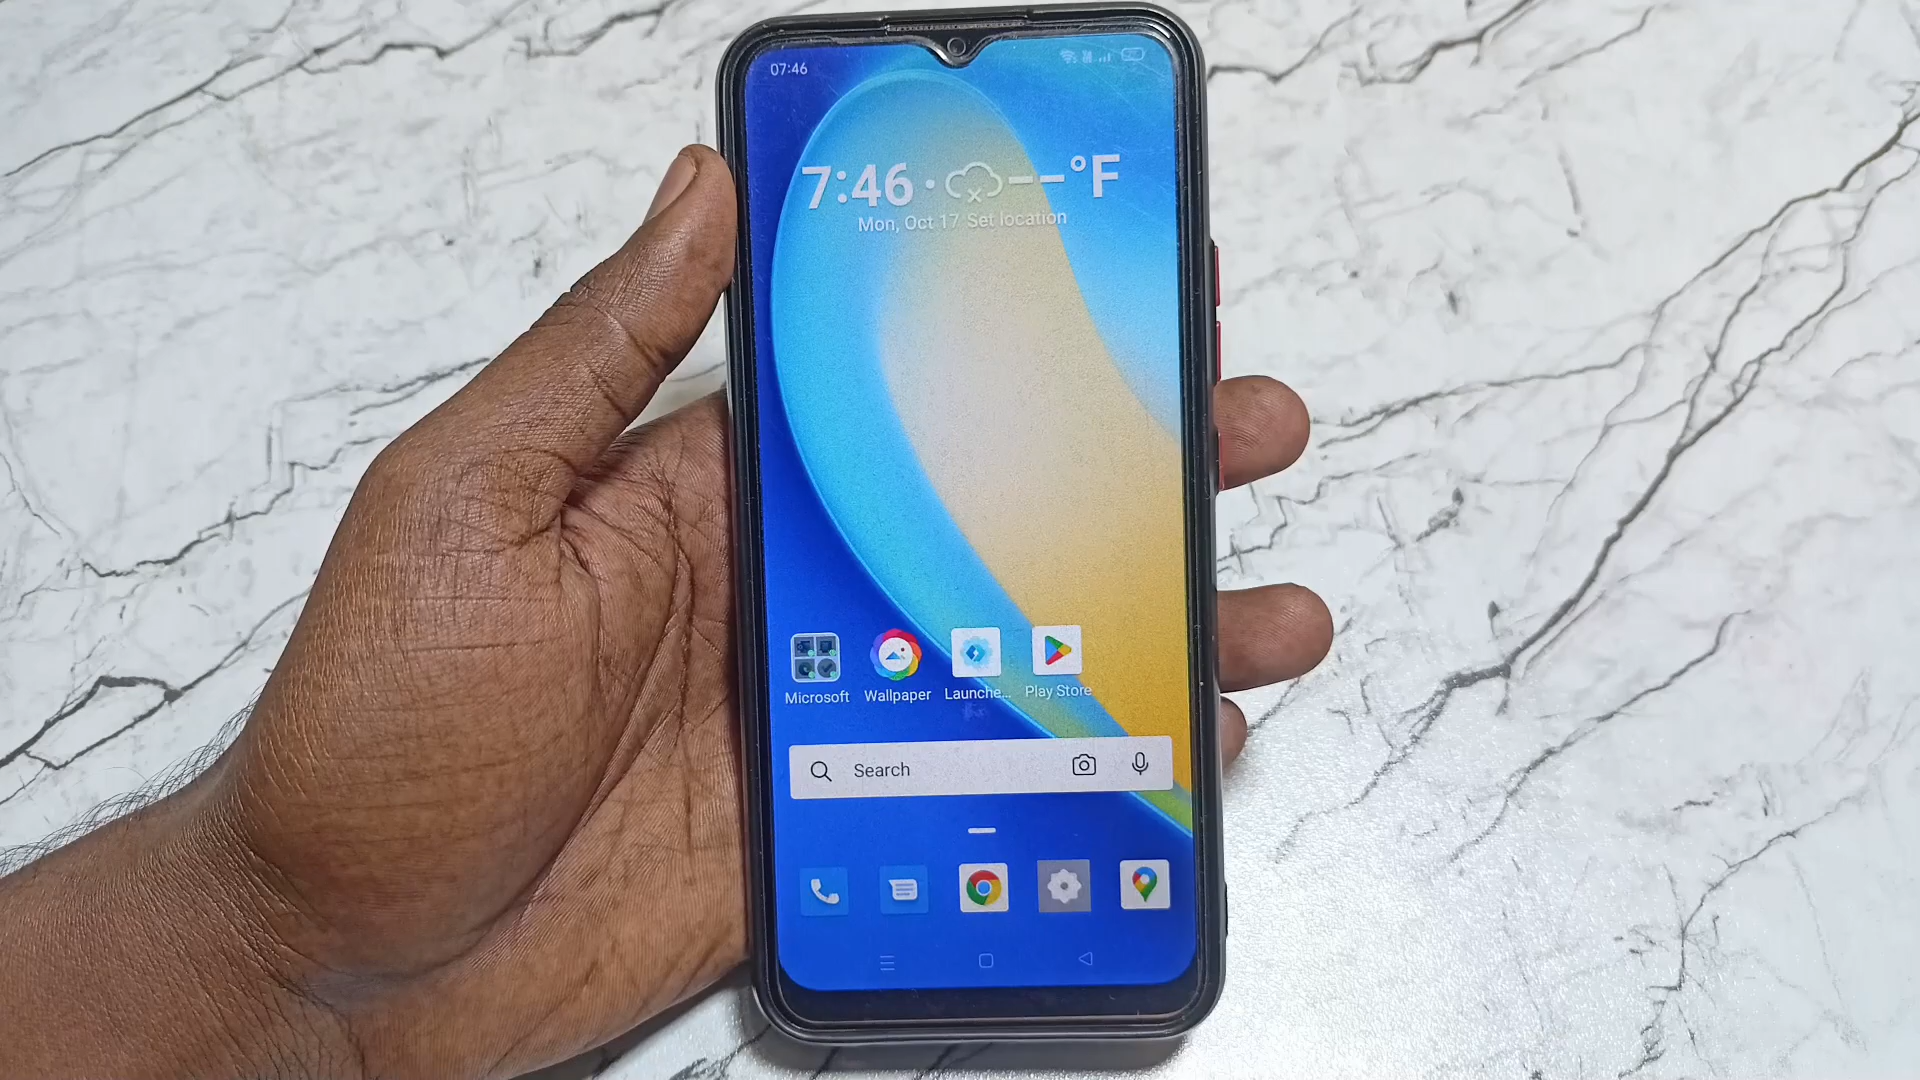 07:46
7:46 · --°F
Mon, Oct 17 Set location
Microsoft Wallpaper Launche... Play Store
Search